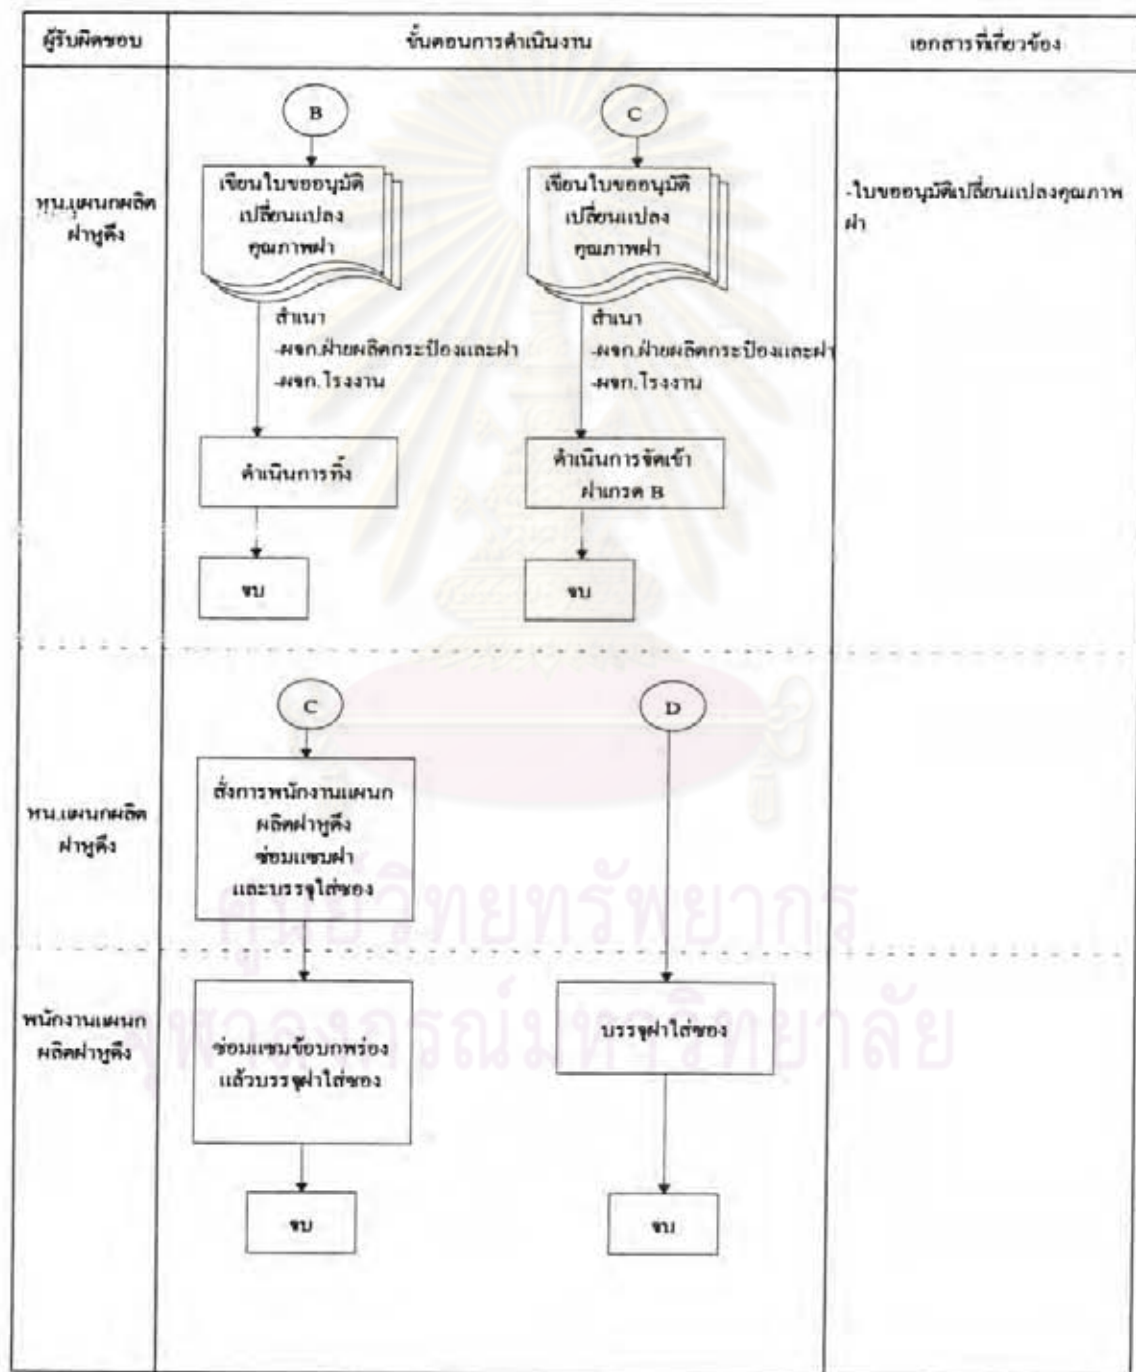 ผู้รับผิดชอบ
ขั้นตอนการดำเนินงาน
เอกสารที่เกี่ยวข้อง
B
C
หน.แผนกผลิต
ฝาหูดึง
เขียนใบขออนุมัติ
เปลี่ยนแปลง
คุณภาพฝา
เขียนใบขออนุมัติ
เปลี่ยนแปลง
คุณภาพฝา
-ใบขออนุมัติเปลี่ยนแปลงคุณภาพ
ฝา
สำเนา
-ผจก.ฝ่ายผลิตกระป๋องและฝา
-ผจก.โรงงาน
สำเนา
-ผจก.ฝ่ายผลิตกระป๋องและฝา
-ผจก.โรงงาน
ดำเนินการทิ้ง
ดำเนินการจัดเข้า
ฝาเกรด B
จบ
จบ
C
D
หน.แผนกผลิต
ฝาหูดึง
สั่งการพนักงานแผนก
ผลิตฝาหูดึง
ซ่อมแซมฝา
และบรรจุใส่ซอง
ศูนย์วิทยทรัพยากร
จุฬาลงกรณ์มหาวิทยาลัย
พนักงานแผนก
ผลิตฝาหูดึง
ซ่อมแซมข้อบกพร่อง
แล้วบรรจุฝาใส่ซอง
บรรจุฝาใส่ซอง
จบ
จบ